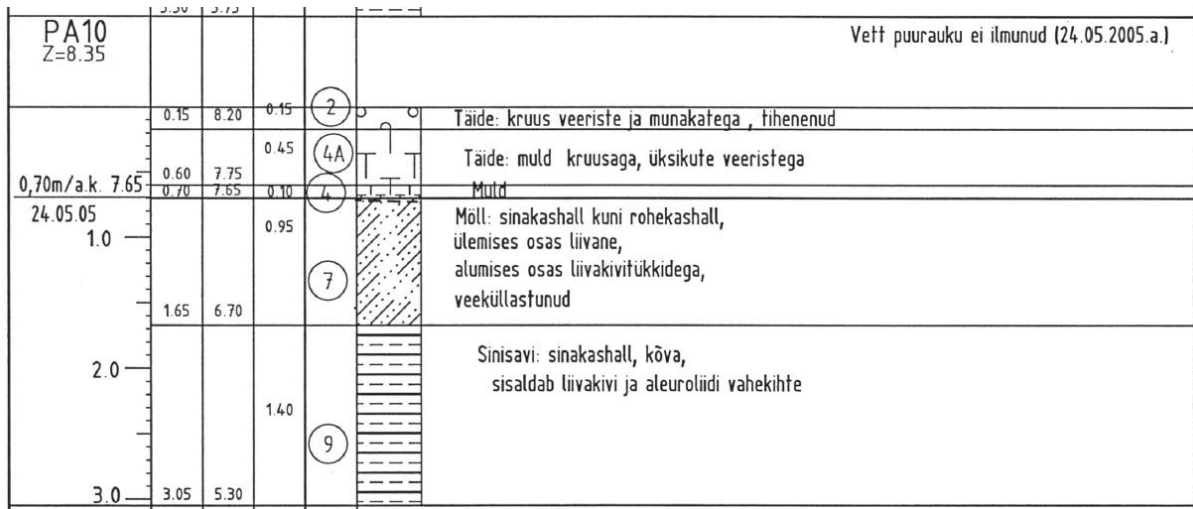 PA10
Z=8.35
Vett puurauku ei ilmunud (24.05.2005.a.)
0.15 8.20 0.15 2 Täide: kruus veeriste ja munakatega , tihenenud
0.60 7.75 0.45 4A Täide: muld kruusaga, üksikute veeristega
0,70m/a.k. 7.65 0.70 7.65 0.10 4 Muld
24.05.05
1.0
1.65 6.70 0.95 7 Möll: sinakashall kuni rohekashall,
ülemises osas liivane,
alumises osas liivakivitükkidega,
veeküllastunud
2.0
3.0
3.05 5.30 1.40 9 Sinisavi: sinakashall, kõva,
sisaldab liivakivi ja aleuroliidi vahekihte